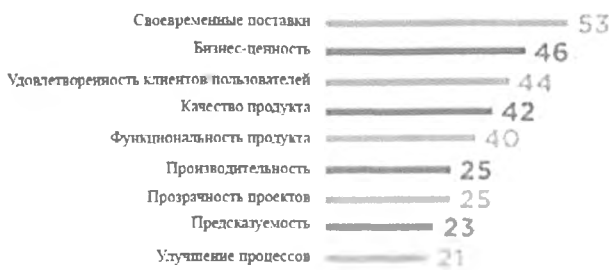 Своевременные поставки 53
Бизнес-ценность 46
Удовлетворенность клиентов пользователей 44
Качество продукта 42
Функциональность продукта 40
Производительность 25
Прозрачность проектов 25
Предсказуемость 23
Улучшение процессов 21